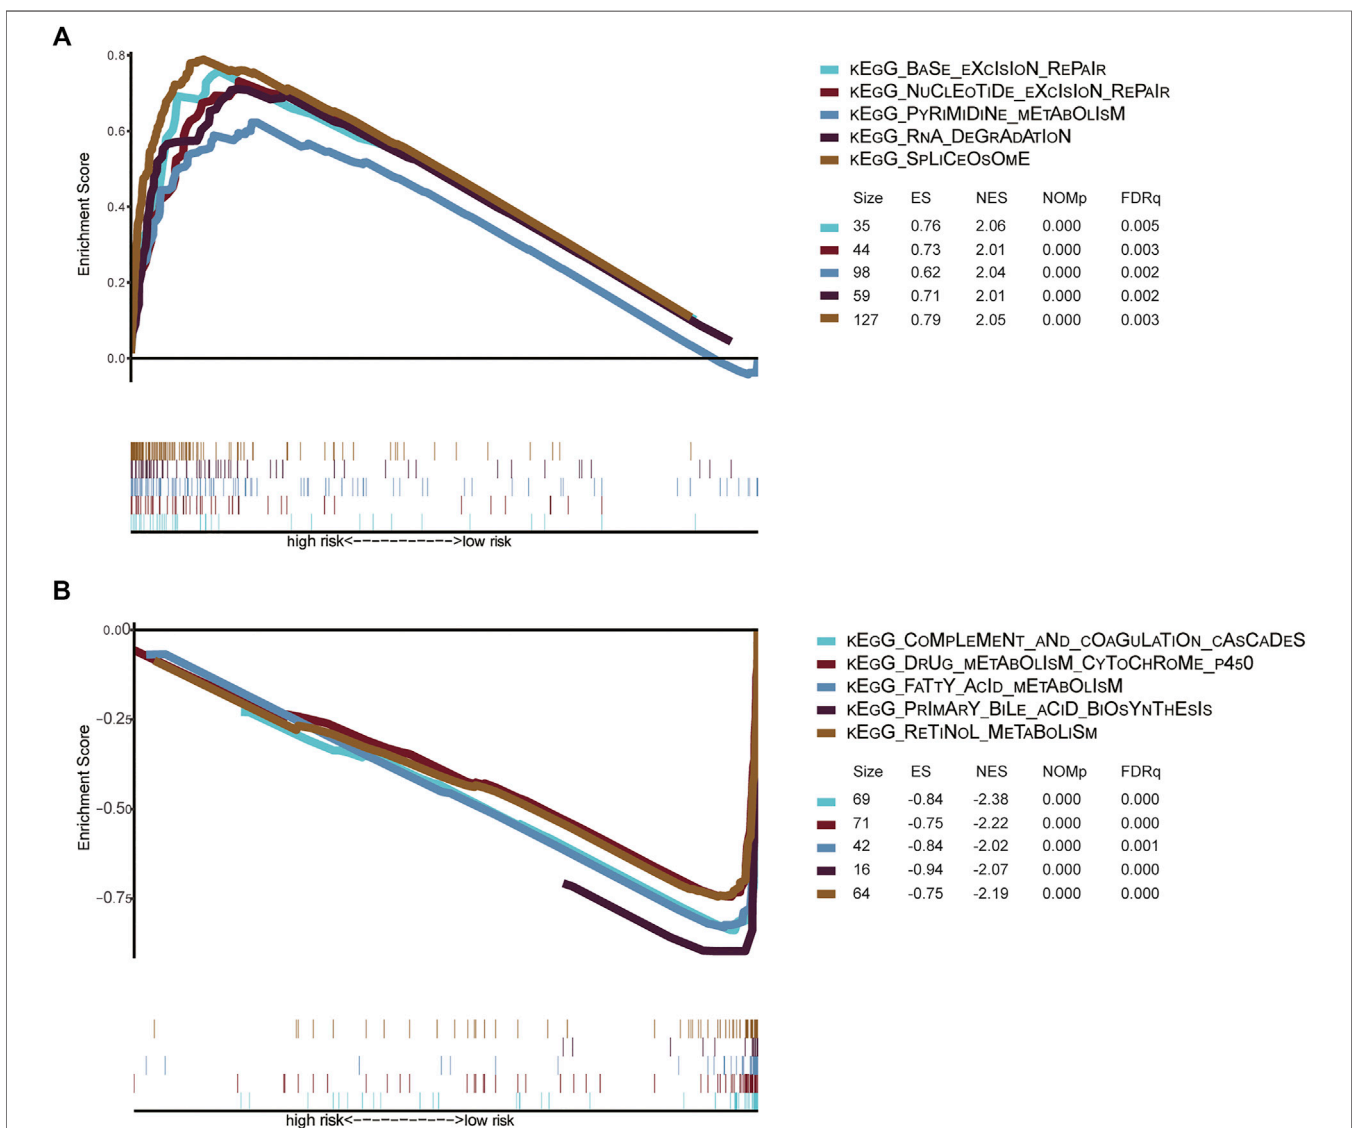 A
0.8
0.6
0.4
0.2
0.0
Enrichment Score
kEgG_BaSe_eXcIsIoN_RePaIr
kEgG_NuClEoTiDe_eXcIsIoN_RePaIr
kEgG_PyRiMiDiNe_mEtAbOlIsM
kEgG_RnA_DeGrAdAtIoN
kEgG_SpLiCeOsOmE
Size ES NES NOMp FDRq
35 0.76 2.06 0.000 0.005
44 0.73 2.01 0.000 0.003
98 0.62 2.04 0.000 0.002
59 0.71 2.01 0.000 0.002
127 0.79 2.05 0.000 0.003
high risk<----------->low risk
B
0.00
−0.25
−0.50
−0.75
Enrichment Score
kEgG_CoMpLeMeNt_aNd_cOaGuLaTiOn_cAsCaDeS
kEgG_DrUg_mEtAbOlIsM_CyToChRoMe_p450
kEgG_FaTtY_AcId_mEtAbOlIsM
kEgG_PrImArY_BiLe_aCiD_BiOsYnThEsIs
kEgG_ReTiNoL_MeTaBoLiSm
Size ES NES NOMp FDRq
69 -0.84 -2.38 0.000 0.000
71 -0.75 -2.22 0.000 0.000
42 -0.84 -2.02 0.000 0.001
16 -0.94 -2.07 0.000 0.000
64 -0.75 -2.19 0.000 0.000
high risk<----------->low risk